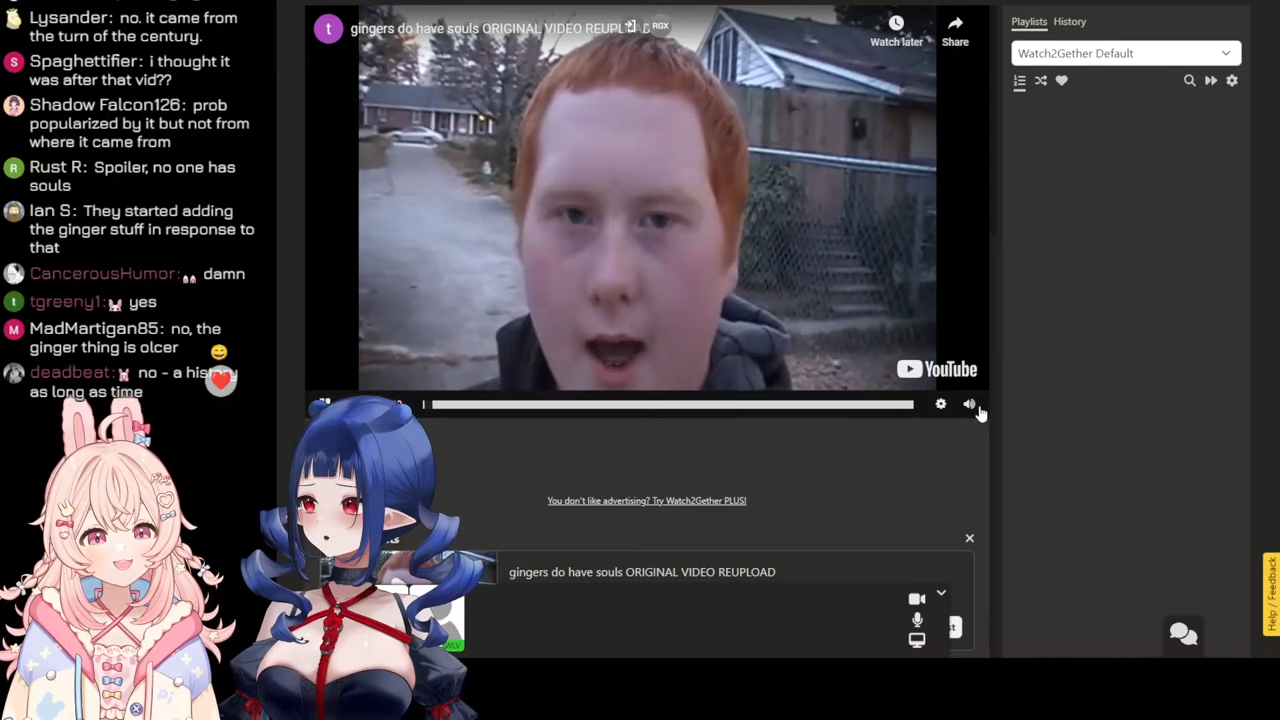 Lysander: no. it came from
the turn of the century.
Spaghettifier: i thought it
was after that vid??
Shadow Falcon126: prob
popularized by it but not from
where it came from
Rust R: Spoiler, no one has
souls
Ian S: They started adding
the ginger stuff in response to
that
CancerousHumor: damn
tgreeny1: yes
MadMartigan85: no, the
ginger thing is olcer
deadbeat: no - a history
as long as time
t
gingers do have souls ORIGINAL VIDEO REUPL
RGX
Watch later
Share
YouTube
You don't like advertising? Try Watch2Gether PLUS!
gingers do have souls ORIGINAL VIDEO REUPLOAD
Playlists History
Watch2Gether Default
Help / Feedback